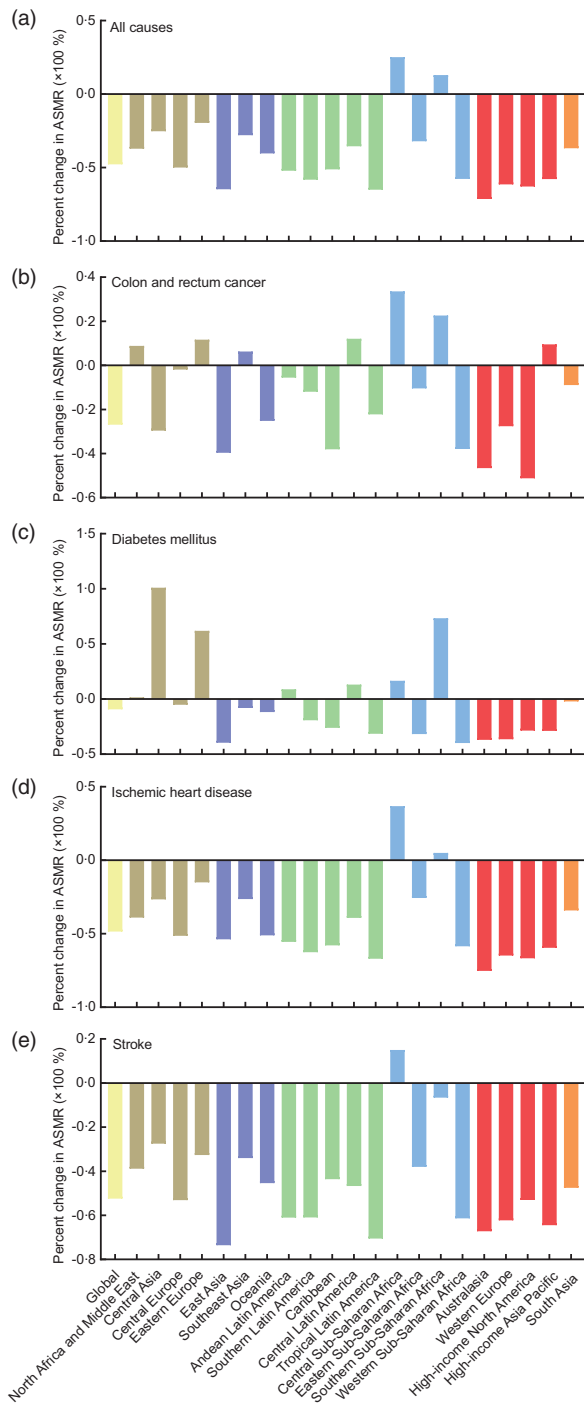 (a)
All causes
Percent change in ASMR (×100 %)
0·5
0·0
-0·5
-1·0
(b)
Colon and rectum cancer
Percent change in ASMR (×100 %)
0·4
0·2
0·0
-0·2
-0·4
-0·6
(c)
Diabetes mellitus
Percent change in ASMR (×100 %)
1·5
1·0
0·5
0·0
-0·5
(d)
Ischemic heart disease
Percent change in ASMR (×100 %)
0·5
0·0
-0·5
-1·0
(e)
Stroke
Percent change in ASMR (×100 %)
0·2
0·0
-0·2
-0·4
-0·6
-0·8
Global
North Africa and Middle East
Central Asia
Central Europe
Eastern Europe
East Asia
Southeast Asia
Oceania
Andean Latin America
Southern Latin America
Caribbean
Central Latin America
Tropical Latin America
Central Sub-Saharan Africa
Eastern Sub-Saharan Africa
Southern Sub-Saharan Africa
Western Sub-Saharan Africa
Australasia
Western Europe
High-income North America
High-income Asia Pacific
South Asia